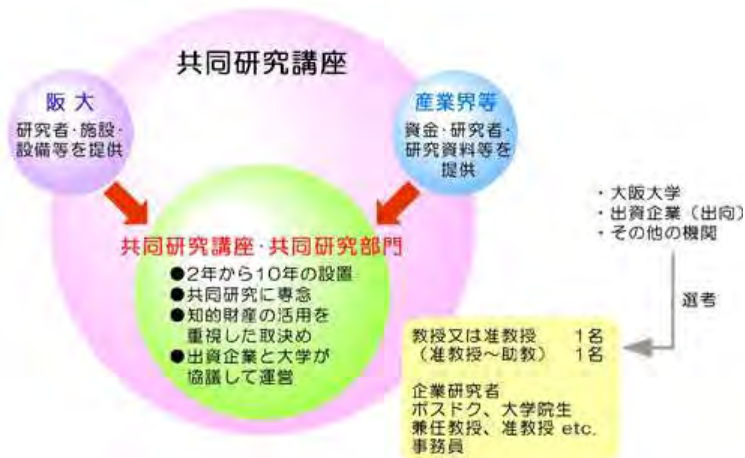 共同研究講座
阪大
研究者・施設・
設備等を提供
産業界等
資金・研究者・
研究資料等を
提供
共同研究講座・共同研究部門
●2年から10年の設置
●共同研究に専念
●知的財産の活用を
重視した取決め
●出資企業と大学が
協議して運営
・大阪大学
・出資企業（出向）
・その他の機関
選考
教授又は准教授 1名
（准教授～助教） 1名
企業研究者
ポスドク、大学院生
兼任教授、准教授 etc.
事務員